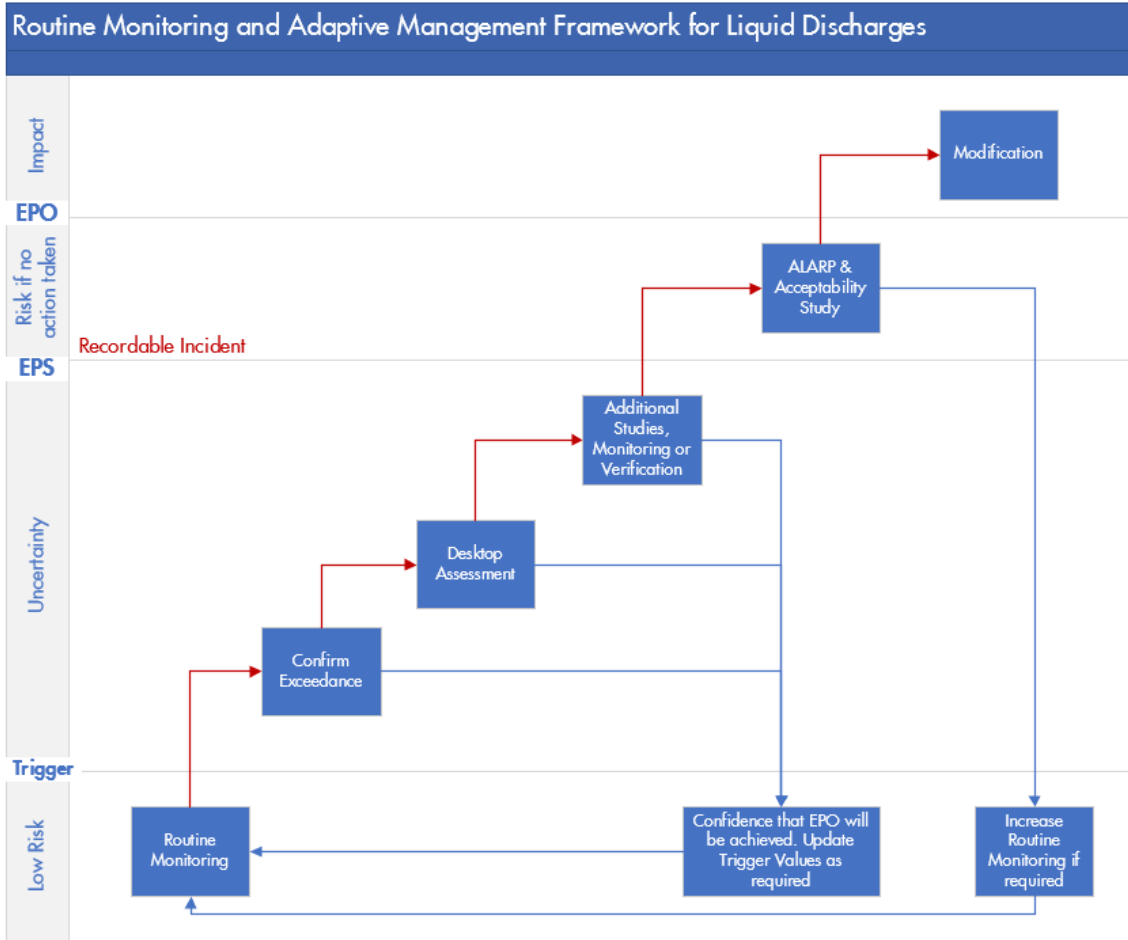 Routine Monitoring and Adaptive Management Framework for Liquid Discharges
Impact
Modification
EPO
Risk if no
action taken
ALARP &
Acceptability
Study
Recordable Incident
EPS
Uncertainty
Additional
Studies,
Monitoring or
Verification
Desktop
Assessment
Confirm
Exceedance
Trigger
Low Risk
Routine
Monitoring
Confidence that EPO will
be achieved. Update
Trigger Values as
required
Increase
Routine
Monitoring if
required